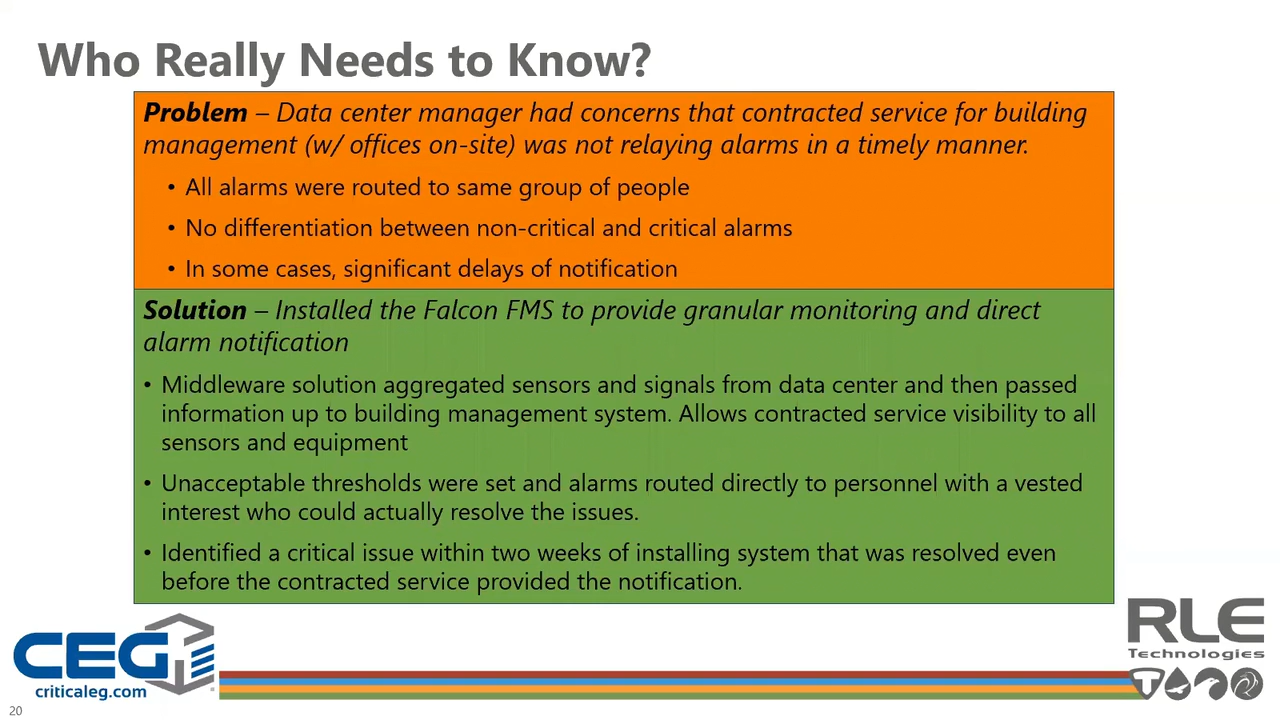 Who Really Needs to Know?
Problem – Data center manager had concerns that contracted service for building
management (w/ offices on-site) was not relaying alarms in a timely manner.
• All alarms were routed to same group of people
• No differentiation between non-critical and critical alarms
• In some cases, significant delays of notification
Solution – Installed the Falcon FMS to provide granular monitoring and direct
alarm notification
• Middleware solution aggregated sensors and signals from data center and then passed
information up to building management system. Allows contracted service visibility to all
sensors and equipment
• Unacceptable thresholds were set and alarms routed directly to personnel with a vested
interest who could actually resolve the issues.
• Identified a critical issue within two weeks of installing system that was resolved even
before the contracted service provided the notification.
CEG
criticaleg.com
RLE
Technologies
20